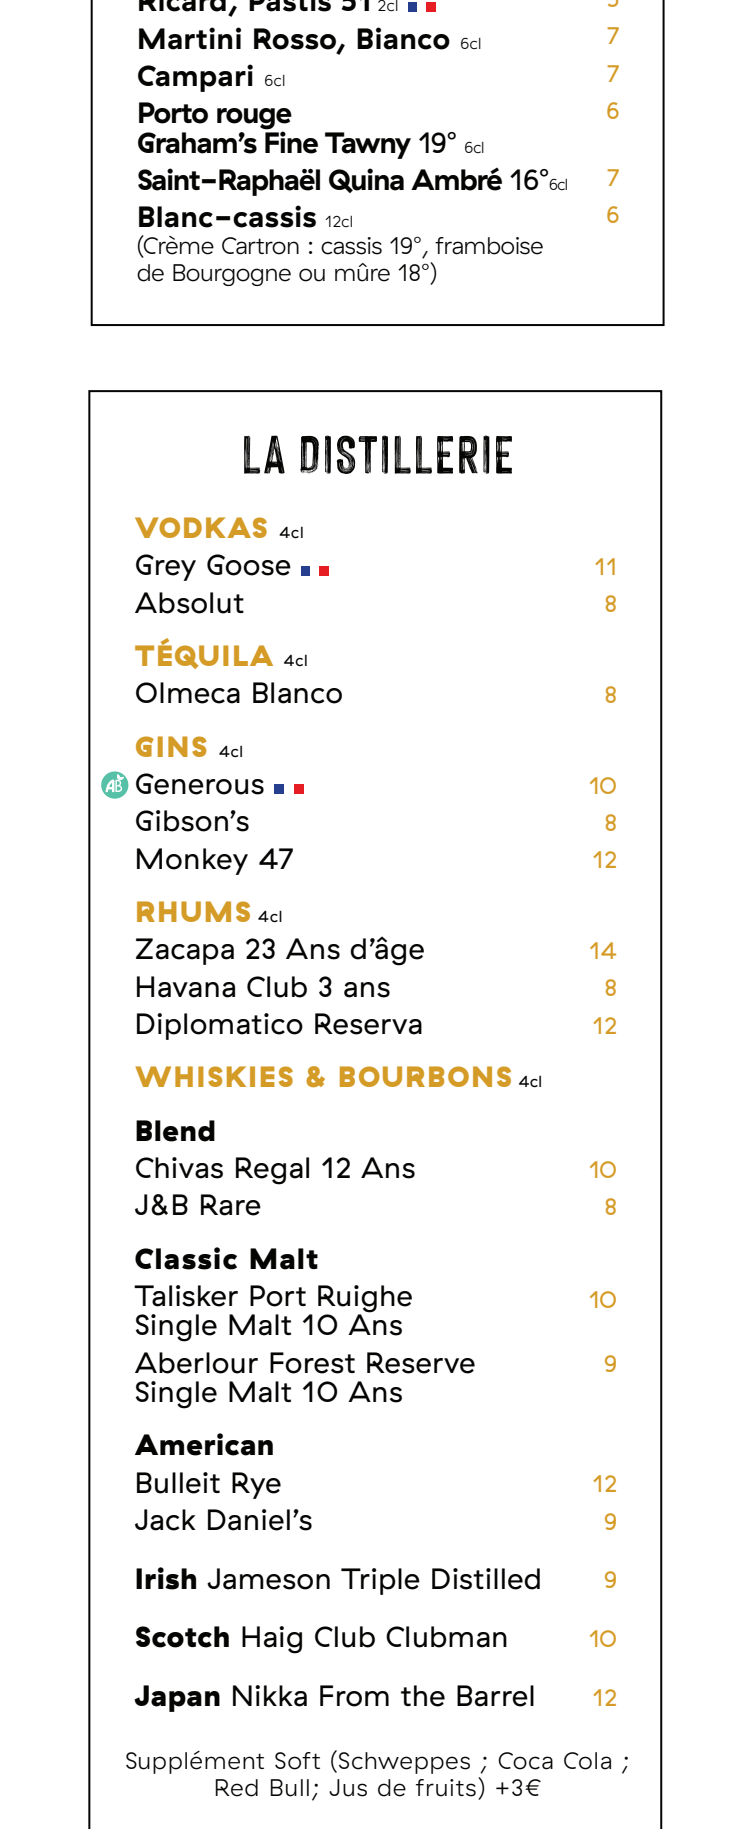 Ricard, Pastis 51 2cl 5
Martini Rosso, Bianco 6cl 7
Campari 6cl 7
Porto rouge 6
Graham's Fine Tawny 19° 6cl
Saint-Raphaël Quina Ambré 16° 6cl 7
Blanc-cassis 12cl 6
(Crème Cartron : cassis 19°, framboise
de Bourgogne ou mûre 18°)
LA DISTILLERIE
VODKAS 4cl
Grey Goose 11
Absolut 8
TÉQUILA 4cl
Olmeca Blanco 8
GINS 4cl
AB Generous 10
Gibson's 8
Monkey 47 12
RHUMS 4cl
Zacapa 23 Ans d'âge 14
Havana Club 3 ans 8
Diplomatico Reserva 12
WHISKIES & BOURBONS 4cl
Blend
Chivas Regal 12 Ans 10
J&B Rare 8
Classic Malt
Talisker Port Ruighe 10
Single Malt 10 Ans
Aberlour Forest Reserve 9
Single Malt 10 Ans
American
Bulleit Rye 12
Jack Daniel's 9
Irish Jameson Triple Distilled 9
Scotch Haig Club Clubman 10
Japan Nikka From the Barrel 12
Supplément Soft (Schweppes ; Coca Cola ;
Red Bull; Jus de fruits) +3€